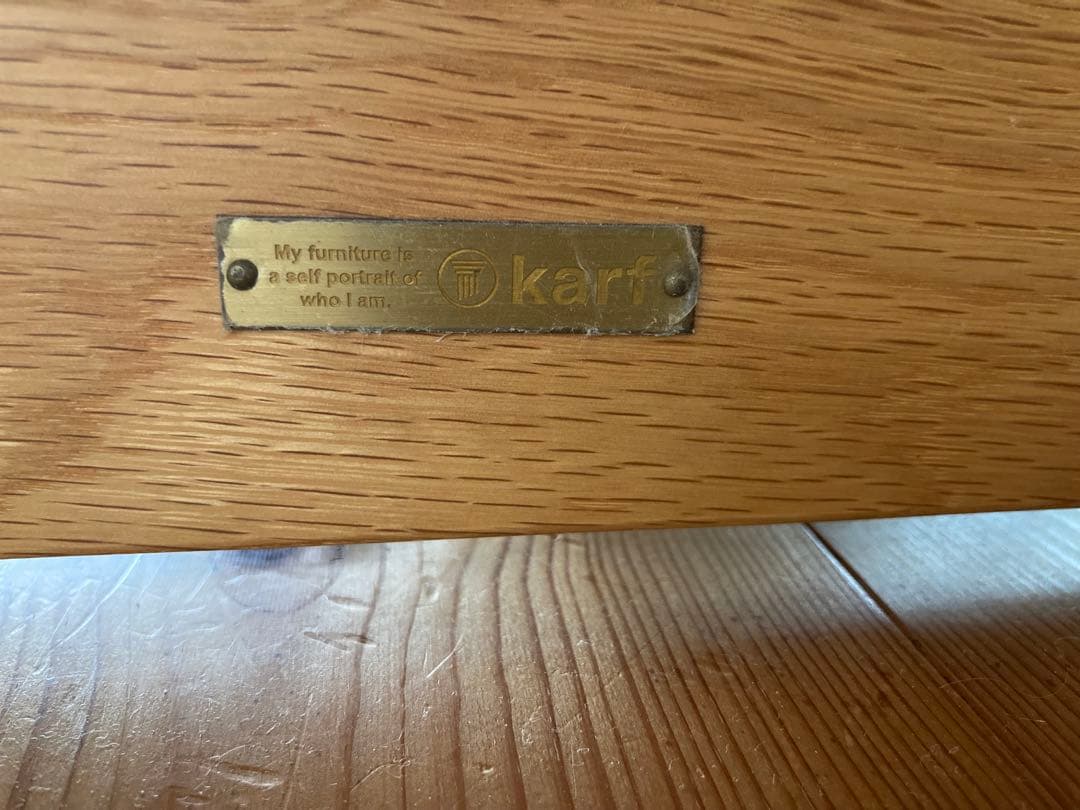 My furniture is
a self portrait of
who I am.
karf